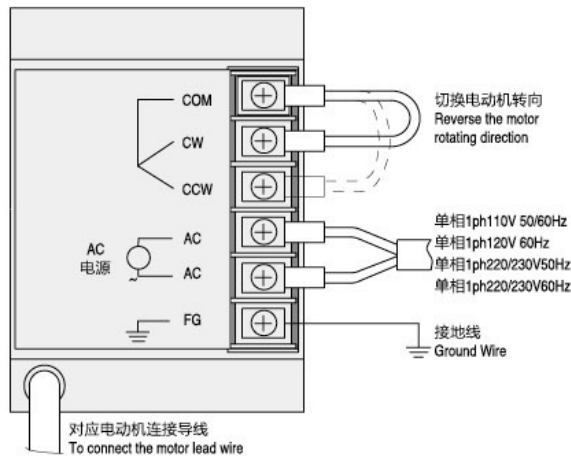 COM
CW
CCW
AC
AC
FG
AC
电源
~
切换电动机转向
Reverse the motor
rotating direction
单相1ph110V 50/60Hz
单相1ph120V 60Hz
单相1ph220/230V50Hz
单相1ph220/230V60Hz
接地线
Ground Wire
对应电动机连接导线
To connect the motor lead wire